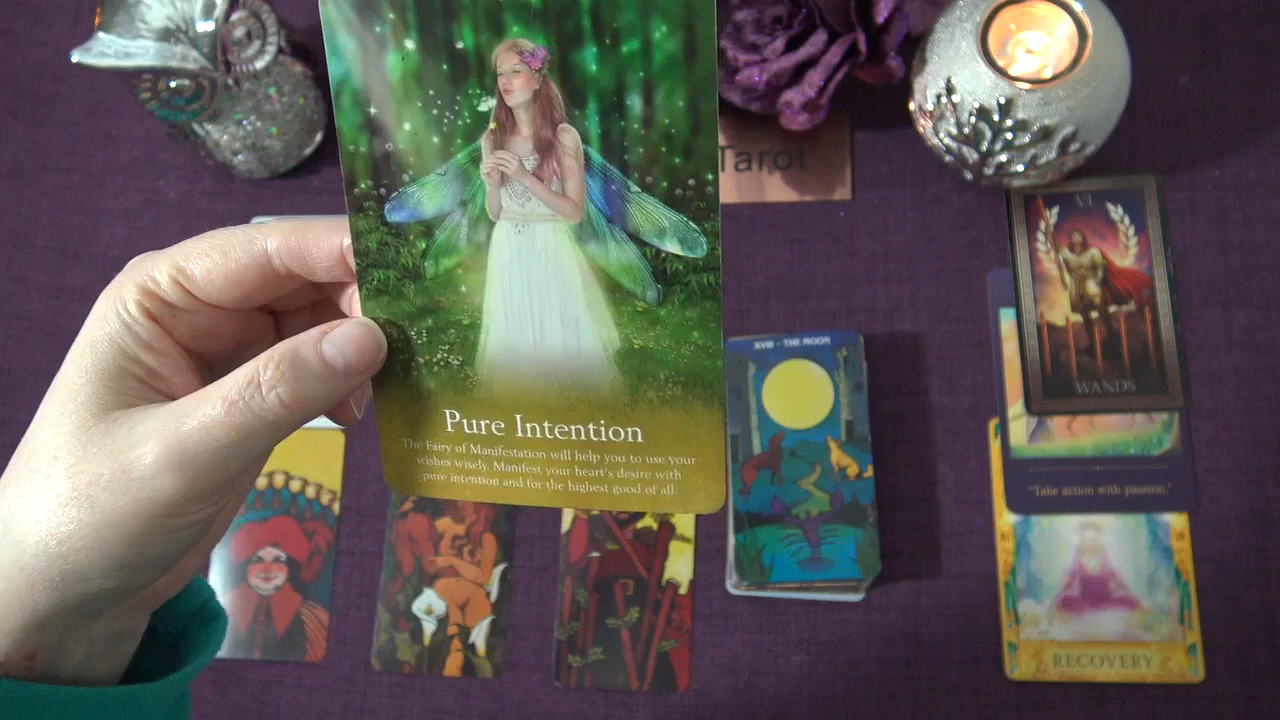 Tarot
VI
XVIII - THE MOON
WANDS
Pure Intention
The Fairy of Manifestation will help you to use your
wishes wisely. Manifest your heart's desire with
pure intention and for the highest good of all.
"Take action with passion."
RECOVERY